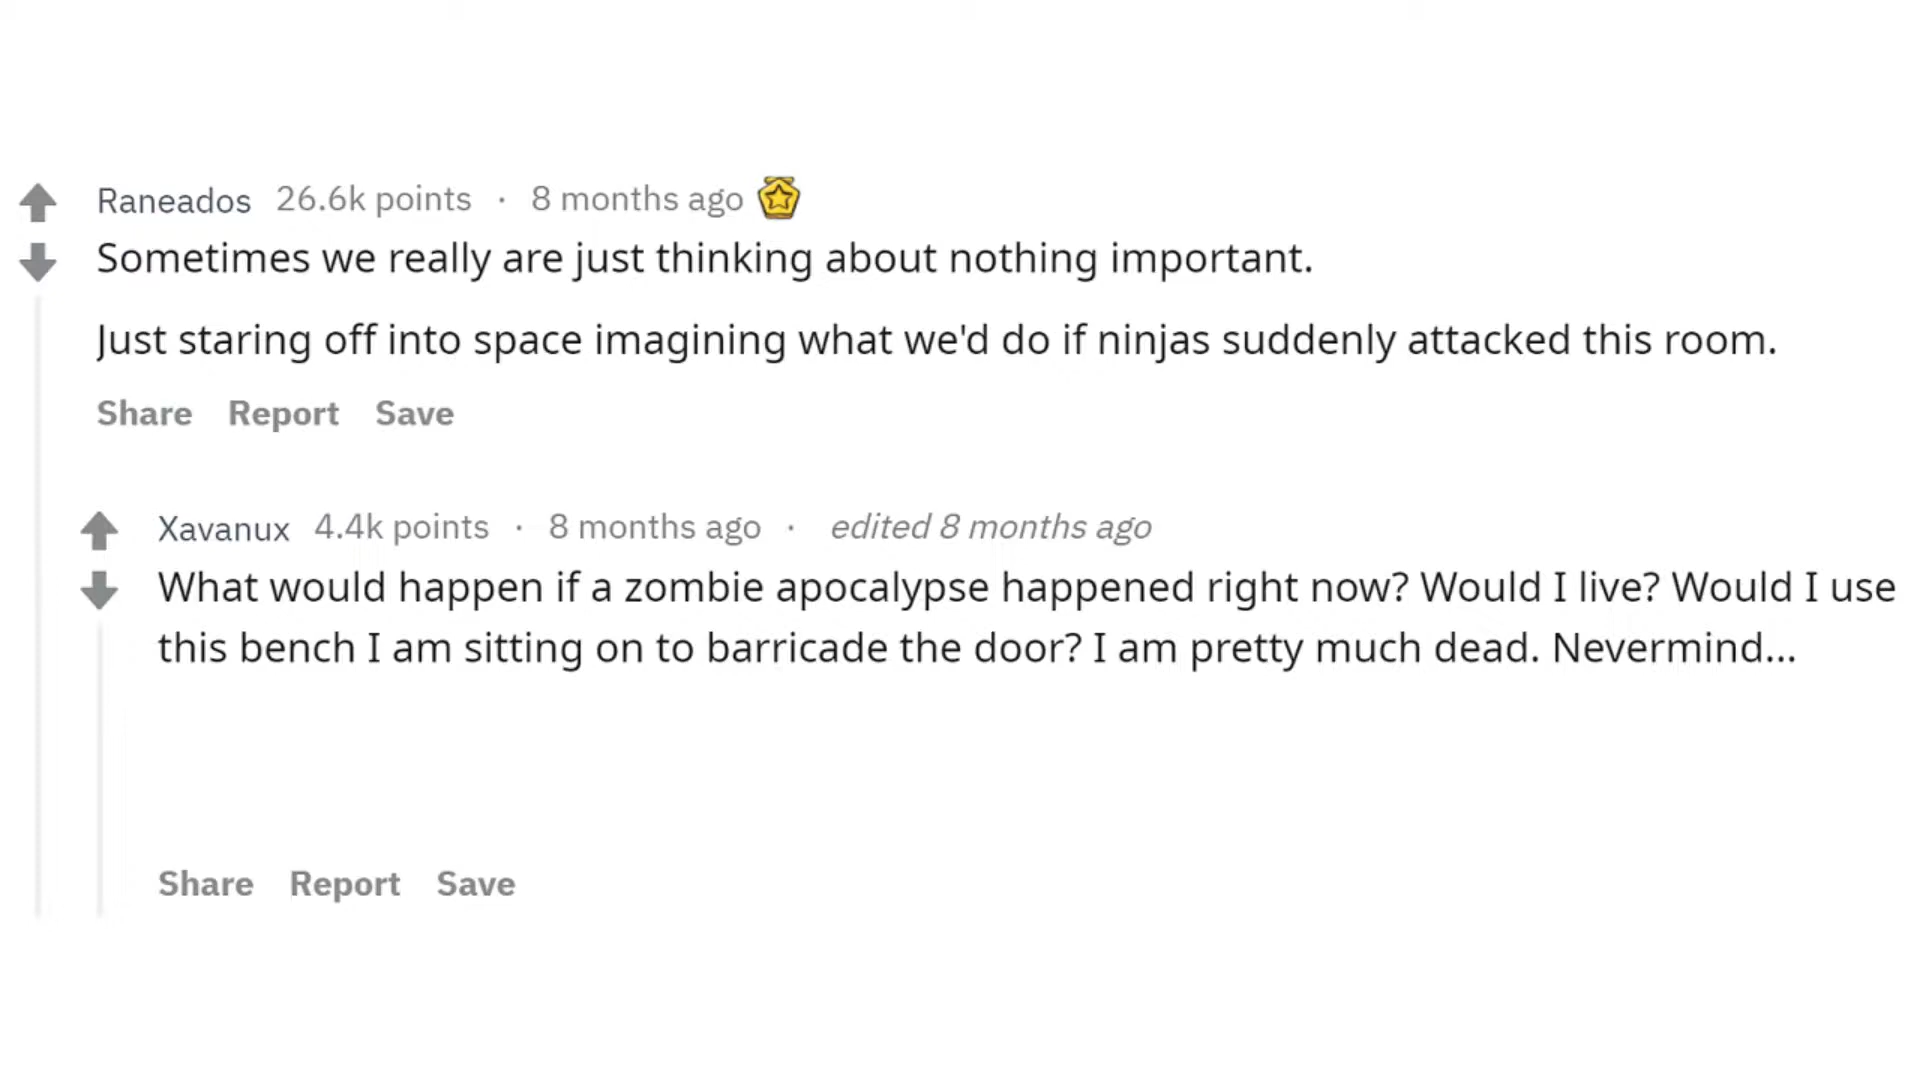 Raneados 26.6k points · 8 months ago
Sometimes we really are just thinking about nothing important.
Just staring off into space imagining what we'd do if ninjas suddenly attacked this room.
Share Report Save
Xavanux 4.4k points · 8 months ago · edited 8 months ago
What would happen if a zombie apocalypse happened right now? Would I live? Would I use
this bench I am sitting on to barricade the door? I am pretty much dead. Nevermind...
Share Report Save